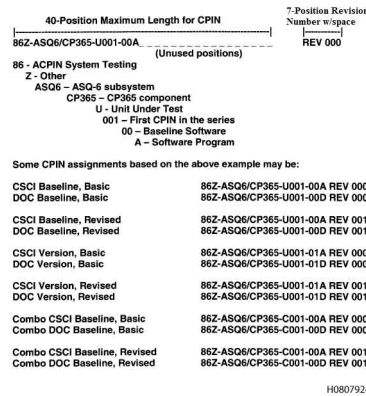 40-Position Maximum Length for CPIN
7-Position Revision
Number w/space
|---------------------------------------------------------------------|
|-----------|
86Z-ASQ6/CP365-U001-00A_ _ _ _ _ _ _ _ _ _ _ _ _ _ _ _ _
REV 000
(Unused positions)
86 - ACPIN System Testing
Z - Other
ASQ6 – ASQ-6 subsystem
CP365 – CP365 component
U - Unit Under Test
001 – First CPIN in the series
00 – Baseline Software
A – Software Program
Some CPIN assignments based on the above example may be:
CSCI Baseline, Basic 86Z-ASQ6/CP365-U001-00A REV 000
DOC Baseline, Basic 86Z-ASQ6/CP365-U001-00D REV 000
CSCI Baseline, Revised 86Z-ASQ6/CP365-U001-00A REV 001
DOC Baseline, Revised 86Z-ASQ6/CP365-U001-00D REV 001
CSCI Version, Basic 86Z-ASQ6/CP365-U001-01A REV 000
DOC Version, Basic 86Z-ASQ6/CP365-U001-01D REV 000
CSCI Version, Revised 86Z-ASQ6/CP365-U001-01A REV 001
DOC Version, Revised 86Z-ASQ6/CP365-U001-01D REV 001
Combo CSCI Baseline, Basic 86Z-ASQ6/CP365-C001-00A REV 000
Combo DOC Baseline, Basic 86Z-ASQ6/CP365-C001-00D REV 000
Combo CSCI Baseline, Revised 86Z-ASQ6/CP365-C001-00A REV 001
Combo DOC Baseline, Revised 86Z-ASQ6/CP365-C001-00D REV 001
H080792